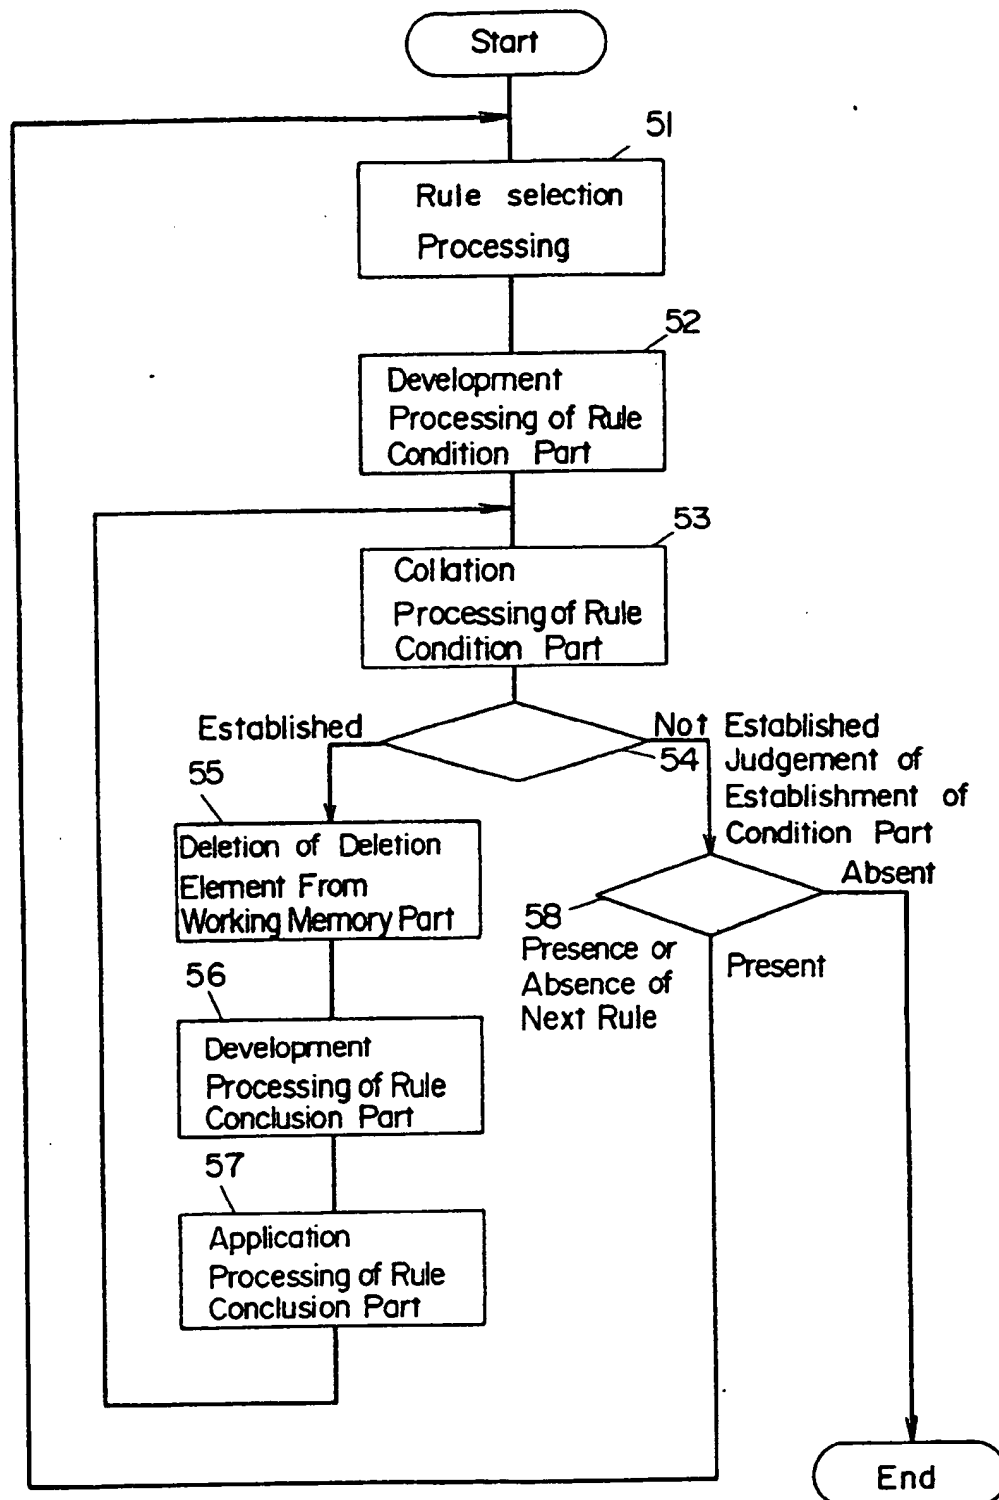 Start
51
Rule selection
Processing
52
Development
Processing of Rule
Condition Part
53
Collation
Processing of Rule
Condition Part
Established
Not Established
54
Judgement of
Establishment of
Condition Part
55
Deletion of Deletion
Element From
Working Memory Part
Absent
58
Presence or
Absence of
Next Rule
Present
56
Development
Processing of Rule
Conclusion Part
57
Application
Processing of Rule
Conclusion Part
End